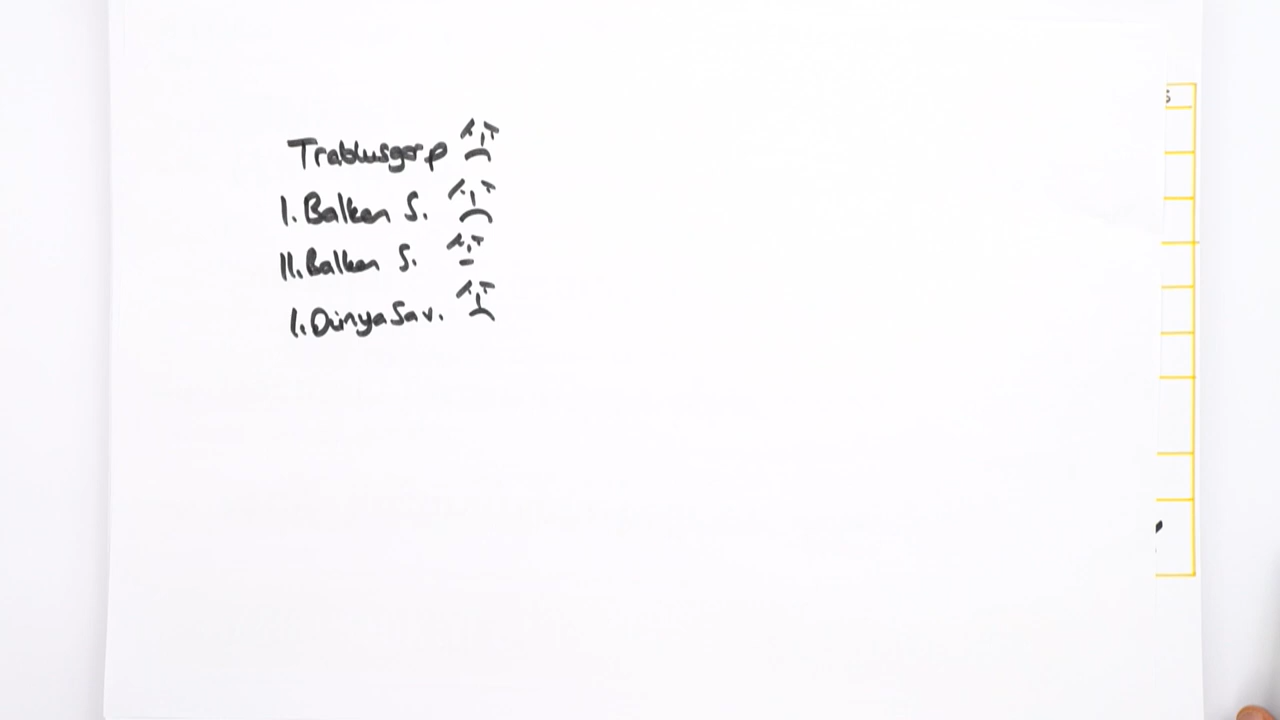 Trablusgarp
I. Balkan S.
II. Balkan S.
I. Dünya Sav.